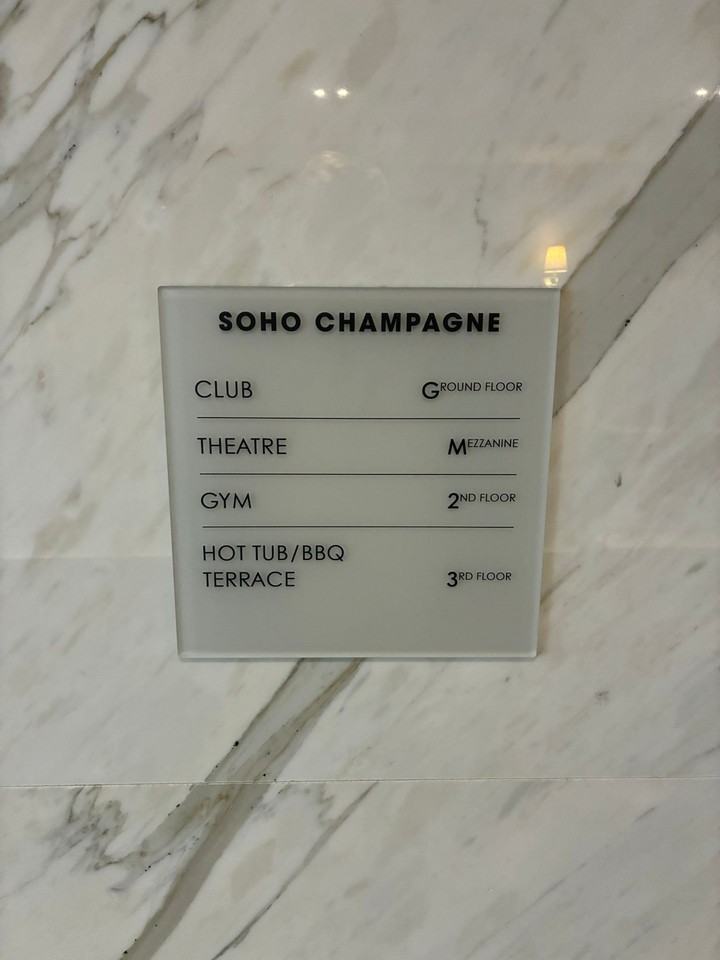 SOHO CHAMPAGNE
CLUB GROUND FLOOR
THEATRE MEZZANINE
GYM 2ND FLOOR
HOT TUB/BBQ
TERRACE 3RD FLOOR